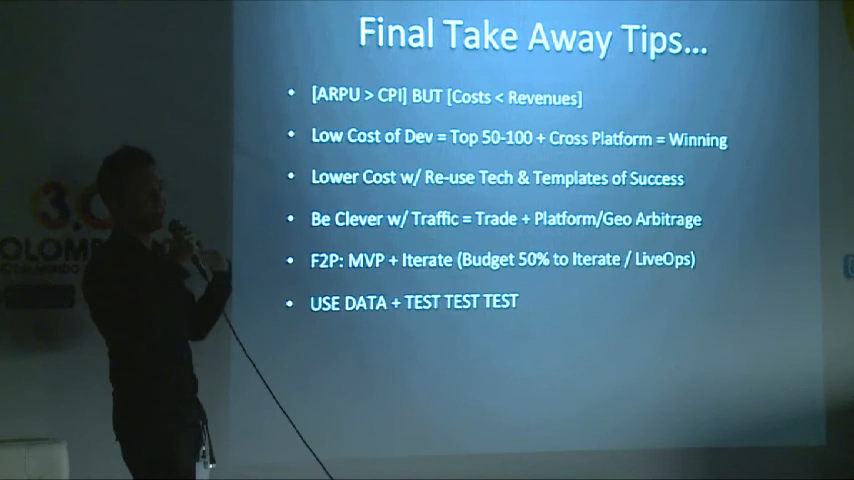 Final Take Away Tips...
• [ARPU > CPI] BUT [Costs < Revenues]
• Low Cost of Dev = Top 50-100 + Cross Platform = Winning
• Lower Cost w/ Re-use Tech & Templates of Success
• Be Clever w/ Traffic = Trade + Platform/Geo Arbitrage
• F2P: MVP + Iterate (Budget 50% to Iterate / LiveOps)
• USE DATA + TEST TEST TEST
3.0